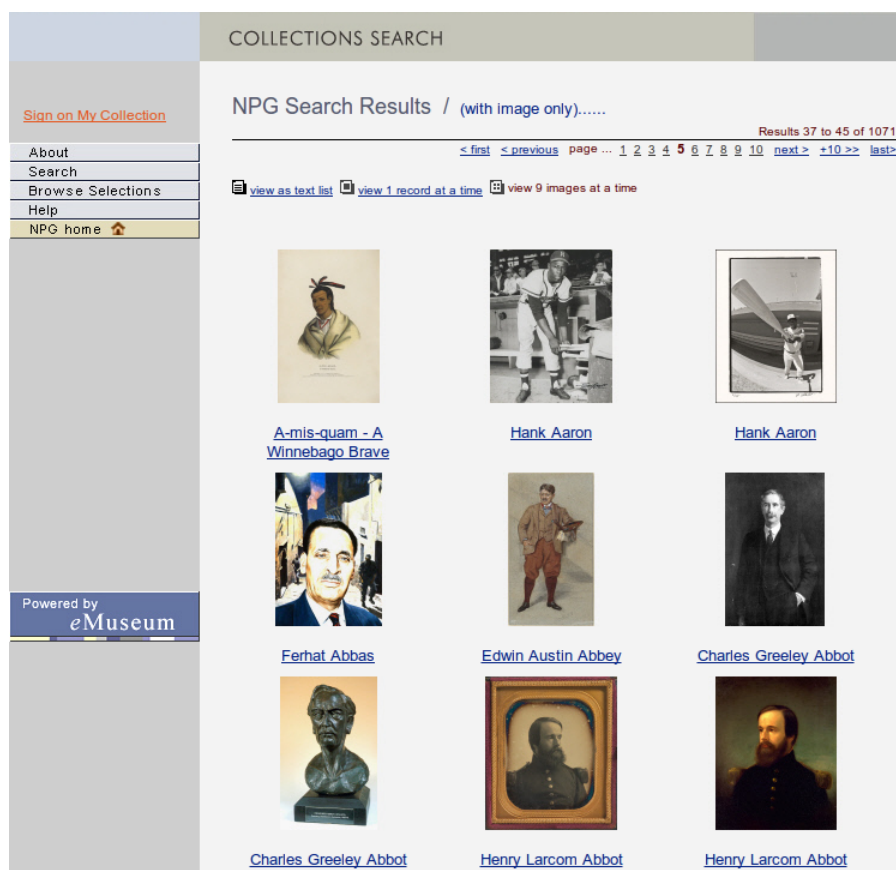 COLLECTIONS SEARCH
Sign on My Collection
About
Search
Browse Selections
Help
NPG home
Powered by
eMuseum
NPG Search Results / (with image only)......
Results 37 to 45 of 1071
< first < previous page ... 1 2 3 4 5 6 7 8 9 10 next > +10 >> last>
view as text list view 1 record at a time view 9 images at a time
A-mis-quam - A
Winnebago Brave
Hank Aaron
Hank Aaron
Ferhat Abbas
Edwin Austin Abbey
Charles Greeley Abbot
Charles Greeley Abbot
Henry Larcom Abbot
Henry Larcom Abbot